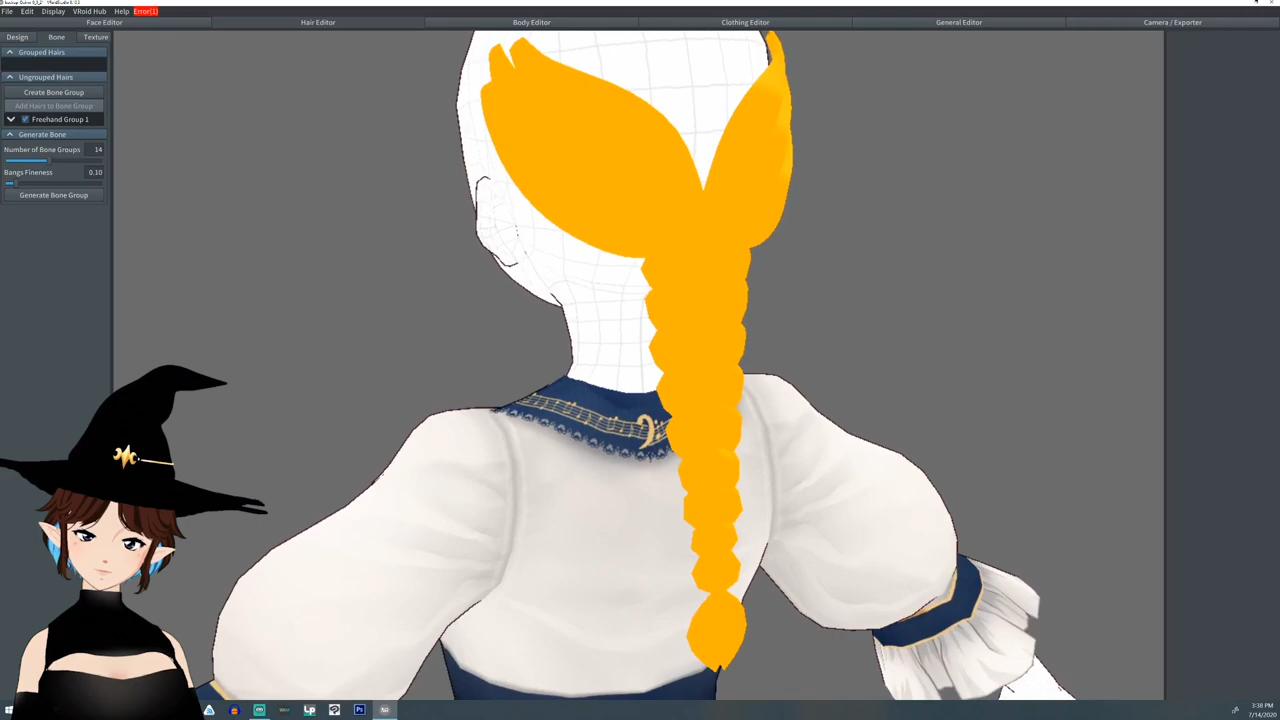 File Edit Display VRoid Hub Help Error(1)
Face Editor Hair Editor Body Editor Clothing Editor General Editor Camera / Exporter
Design Bone Texture
Grouped Hairs
Ungrouped Hairs
Create Bone Group
Add Hairs to Bone Group
Freehand Group 1
Generate Bone
Number of Bone Groups 14
Bangs Fineness 0.10
Generate Bone Group
Lp
Ps
3:38 PM
7/14/2020